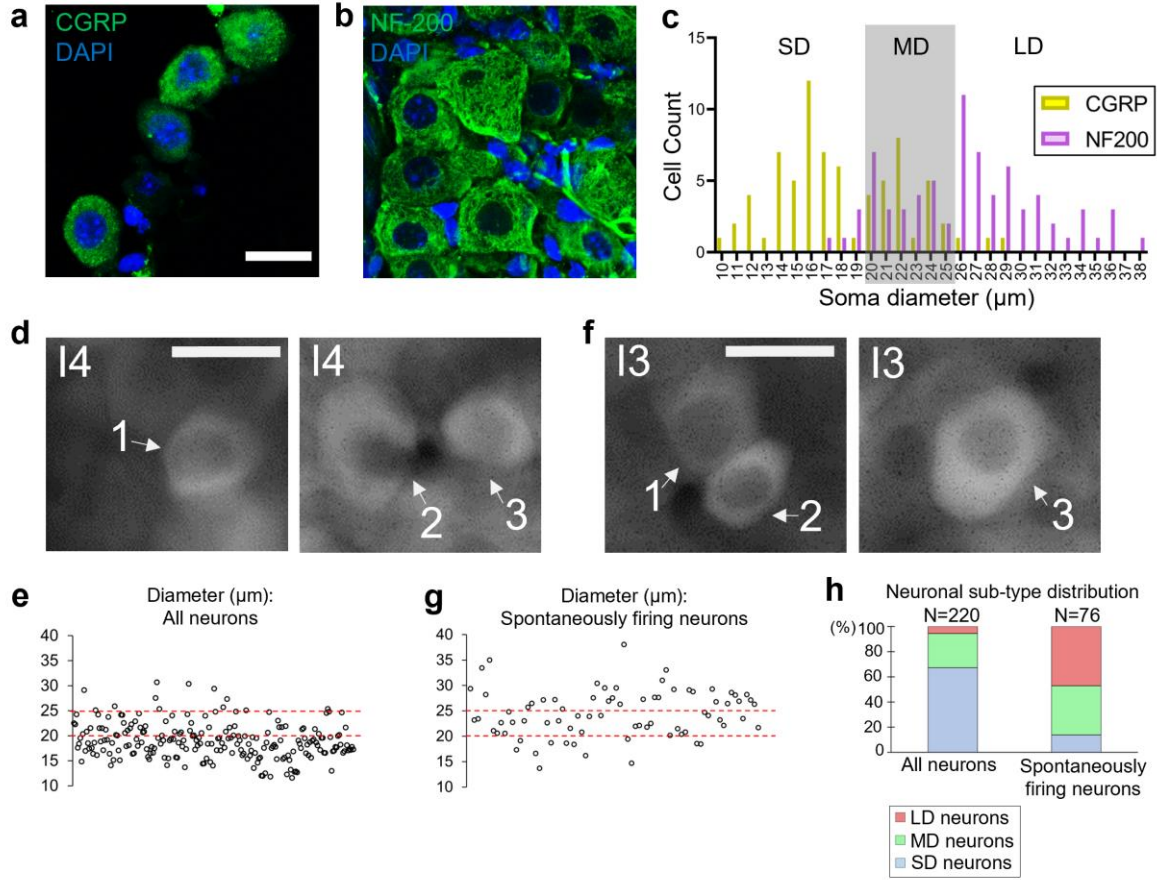 a
CGRP
DAPI
b
NF-200
DAPI
c
SD
MD
LD
15
10
5
0
Cell Count
CGRP
NF200
10 11 12 13 14 15 16 17 18 19 20 21 22 23 24 25 26 27 28 29 30 31 32 33 34 35 36 37 38
Soma diameter (µm)
d
I4
1
I4
2
3
f
I3
1
2
I3
3
e
Diameter (µm):
All neurons
40
35
30
25
20
15
10
g
Diameter (µm):
Spontaneously firing neurons
40
35
30
25
20
15
10
h
Neuronal sub-type distribution
N=220 N=76
(%)
100
80
60
40
20
0
All neurons
Spontaneously
firing neurons
LD neurons
MD neurons
SD neurons